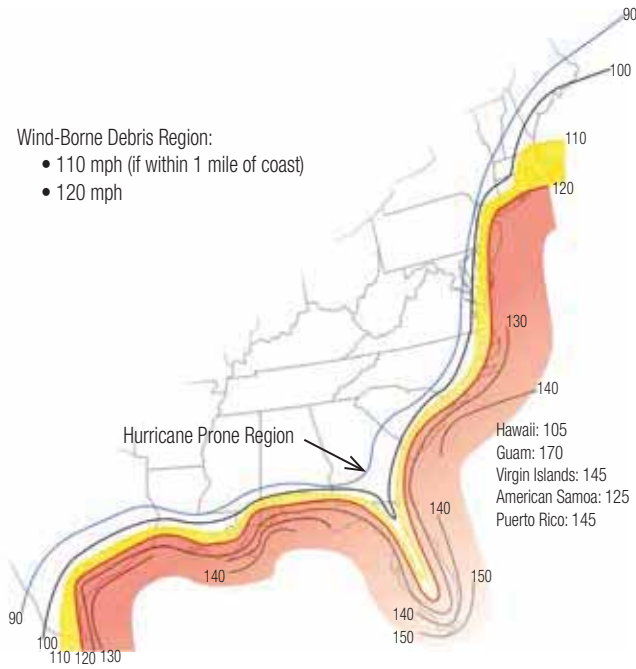 90
100
Wind-Borne Debris Region:
• 110 mph (if within 1 mile of coast)
• 120 mph
110
120
130
140
Hurricane Prone Region
Hawaii: 105
Guam: 170
Virgin Islands: 145
American Samoa: 125
Puerto Rico: 145
140
150
140
140
150
90
100
110 120 130